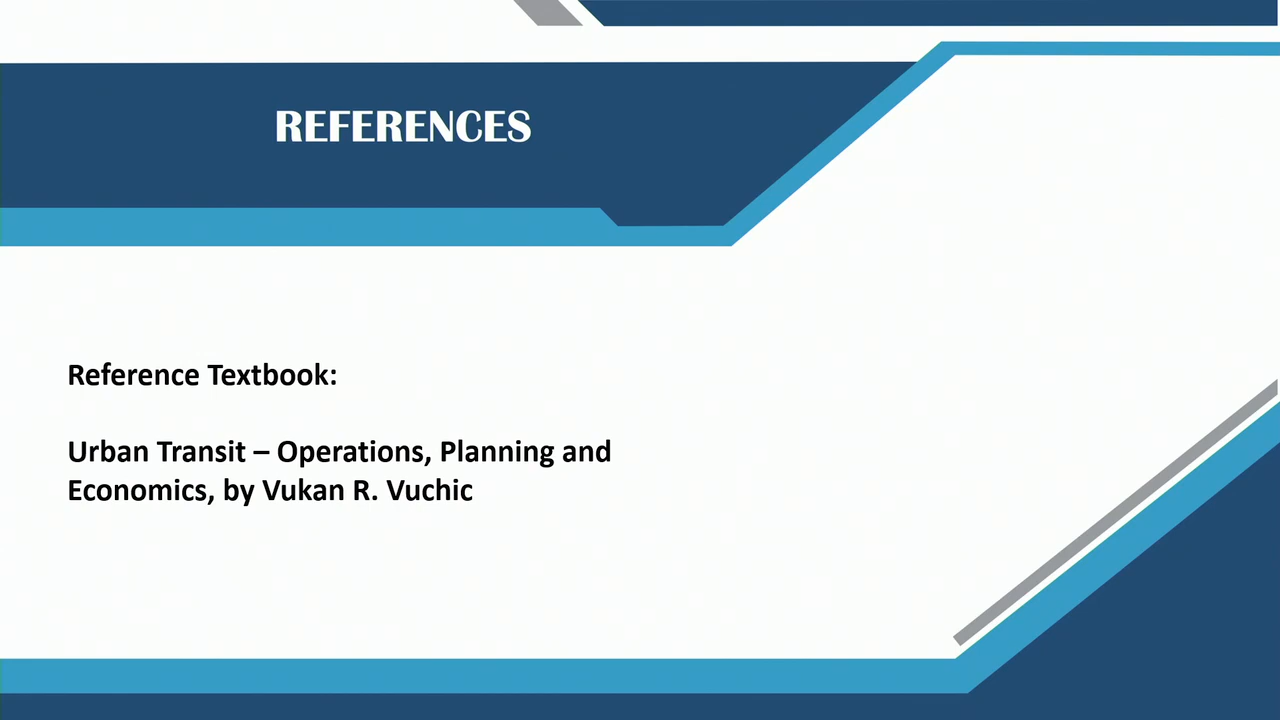 REFERENCES
Reference Textbook:
Urban Transit – Operations, Planning and
Economics, by Vukan R. Vuchic